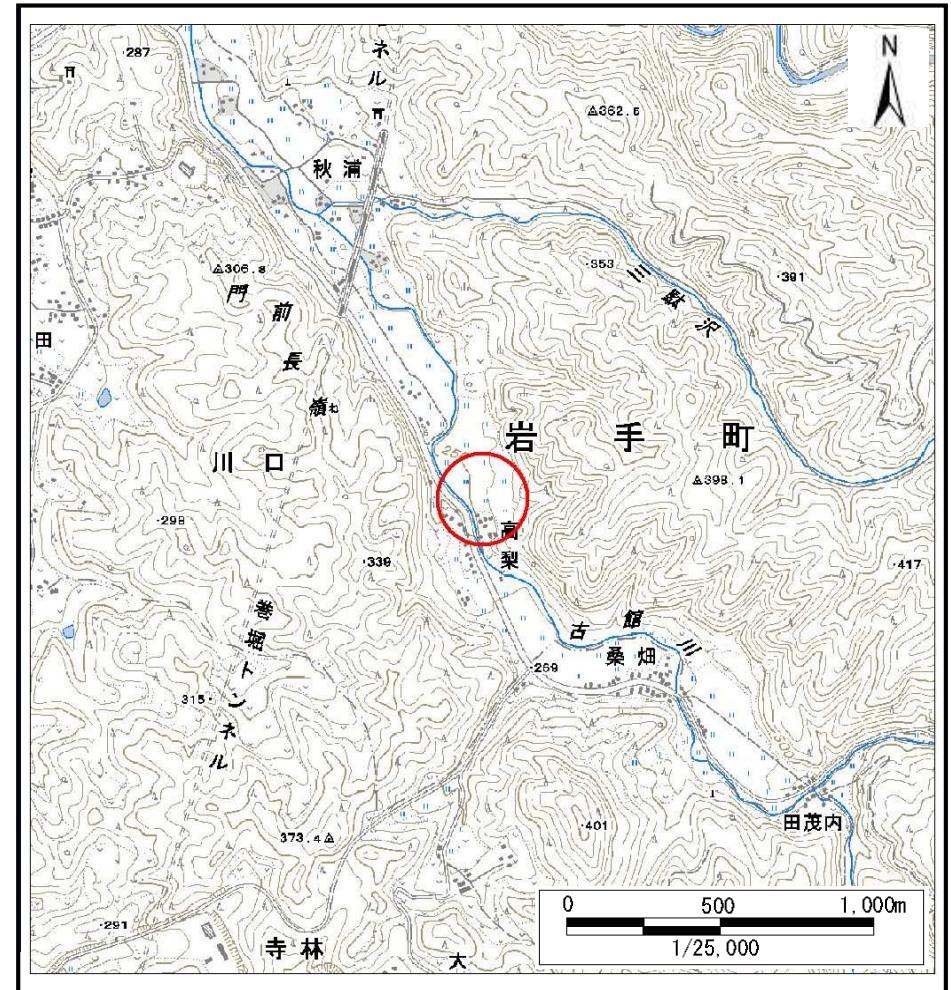 ・287
ネル
N
△362.6
秋浦
・353
三駄沢
・391
△306.8
門前長嶺
ね
田
岩手町
川口
△398.1
・298
高梨
・339
・417
巻堀トンネル
古館川
桑畑
・269
315・
373.4△
・401
田茂内
・291
寺林
大
0 500 1,000m
1/25,000